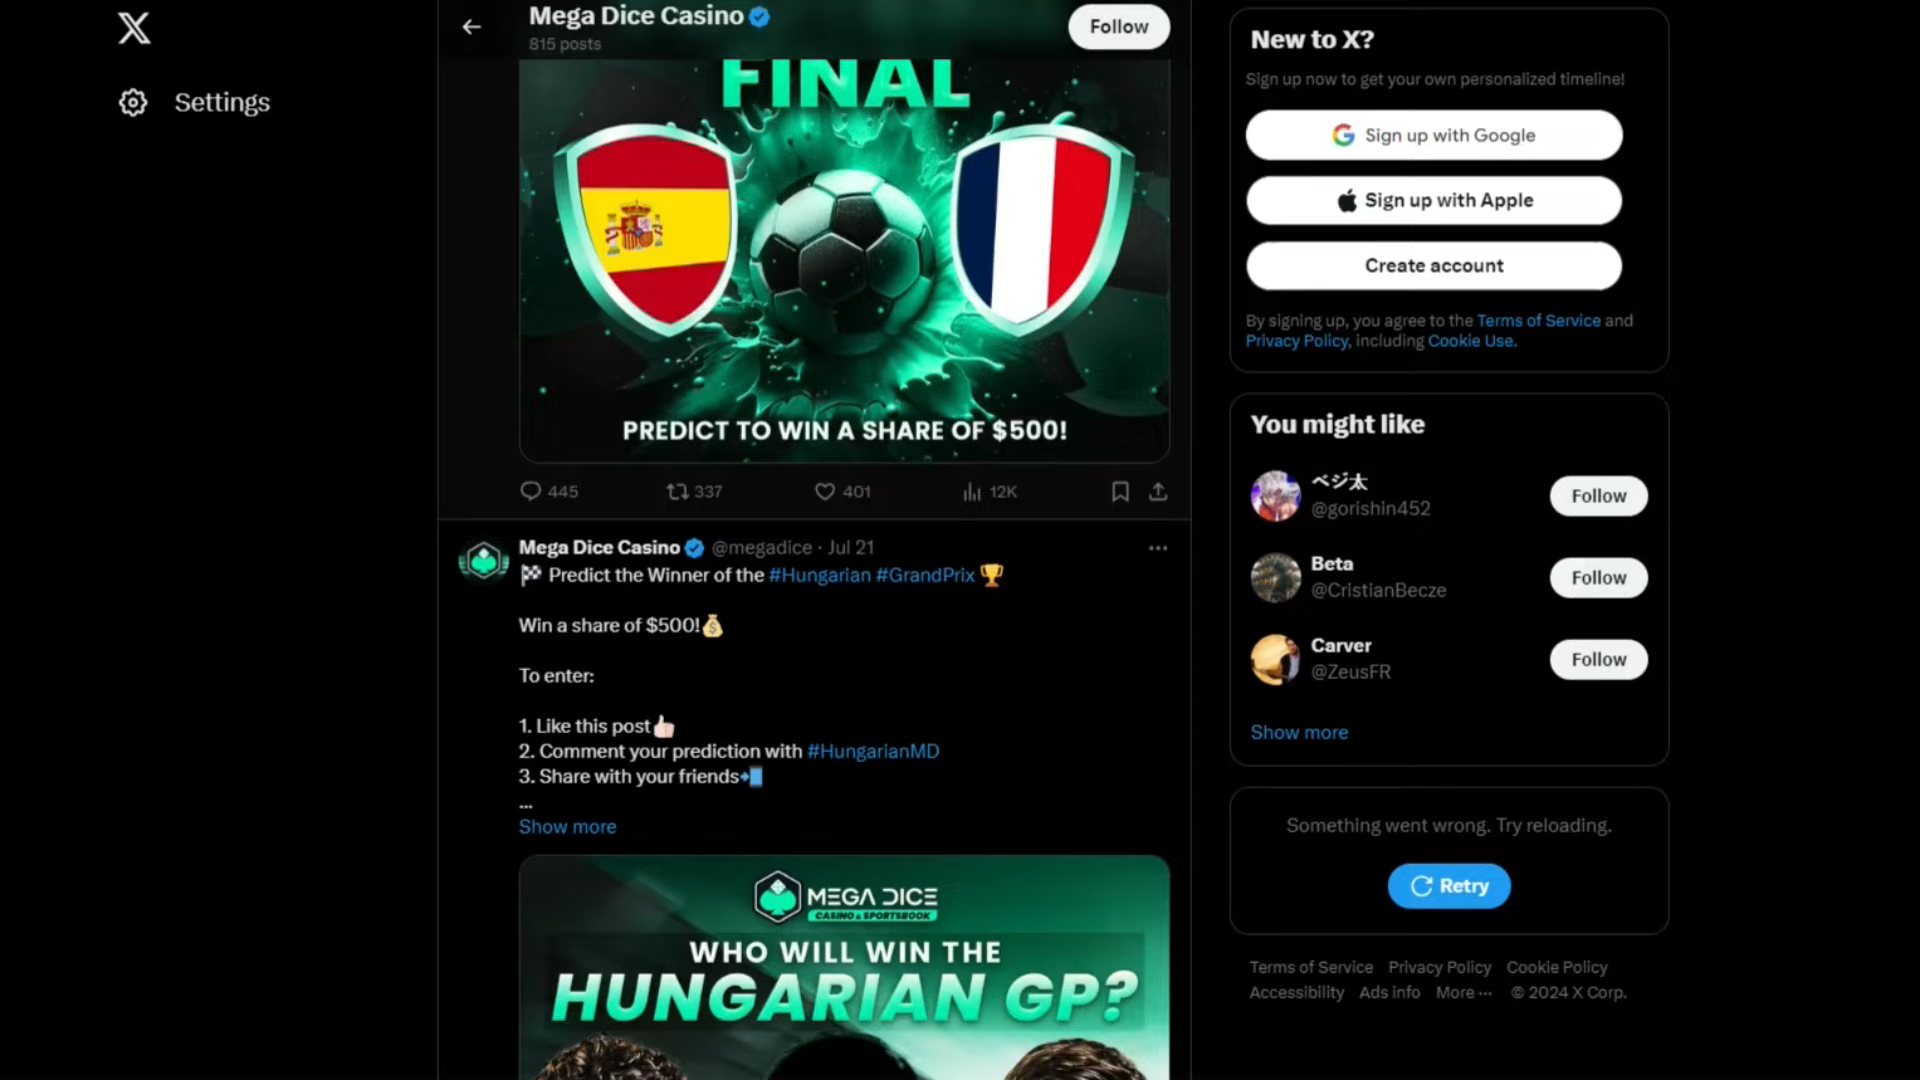 Settings
Mega Dice Casino
815 posts
Follow
FINAL
PREDICT TO WIN A SHARE OF $500!
445 337 401 12K
Mega Dice Casino @megadice · Jul 21
Predict the Winner of the #Hungarian #GrandPrix
Win a share of $500!
To enter:
1. Like this post
2. Comment your prediction with #HungarianMD
3. Share with your friends
...
Show more
MEGA DICE
CASINO & SPORTSBOOK
WHO WILL WIN THE
HUNGARIAN GP?
New to X?
Sign up now to get your own personalized timeline!
Sign up with Google
Sign up with Apple
Create account
By signing up, you agree to the Terms of Service and
Privacy Policy, including Cookie Use.
You might like
ベジ太
@gorishin452
Follow
Beta
@CristianBecze
Follow
Carver
@ZeusFR
Follow
Show more
Something went wrong. Try reloading.
Retry
Terms of Service Privacy Policy Cookie Policy
Accessibility Ads info More ··· © 2024 X Corp.